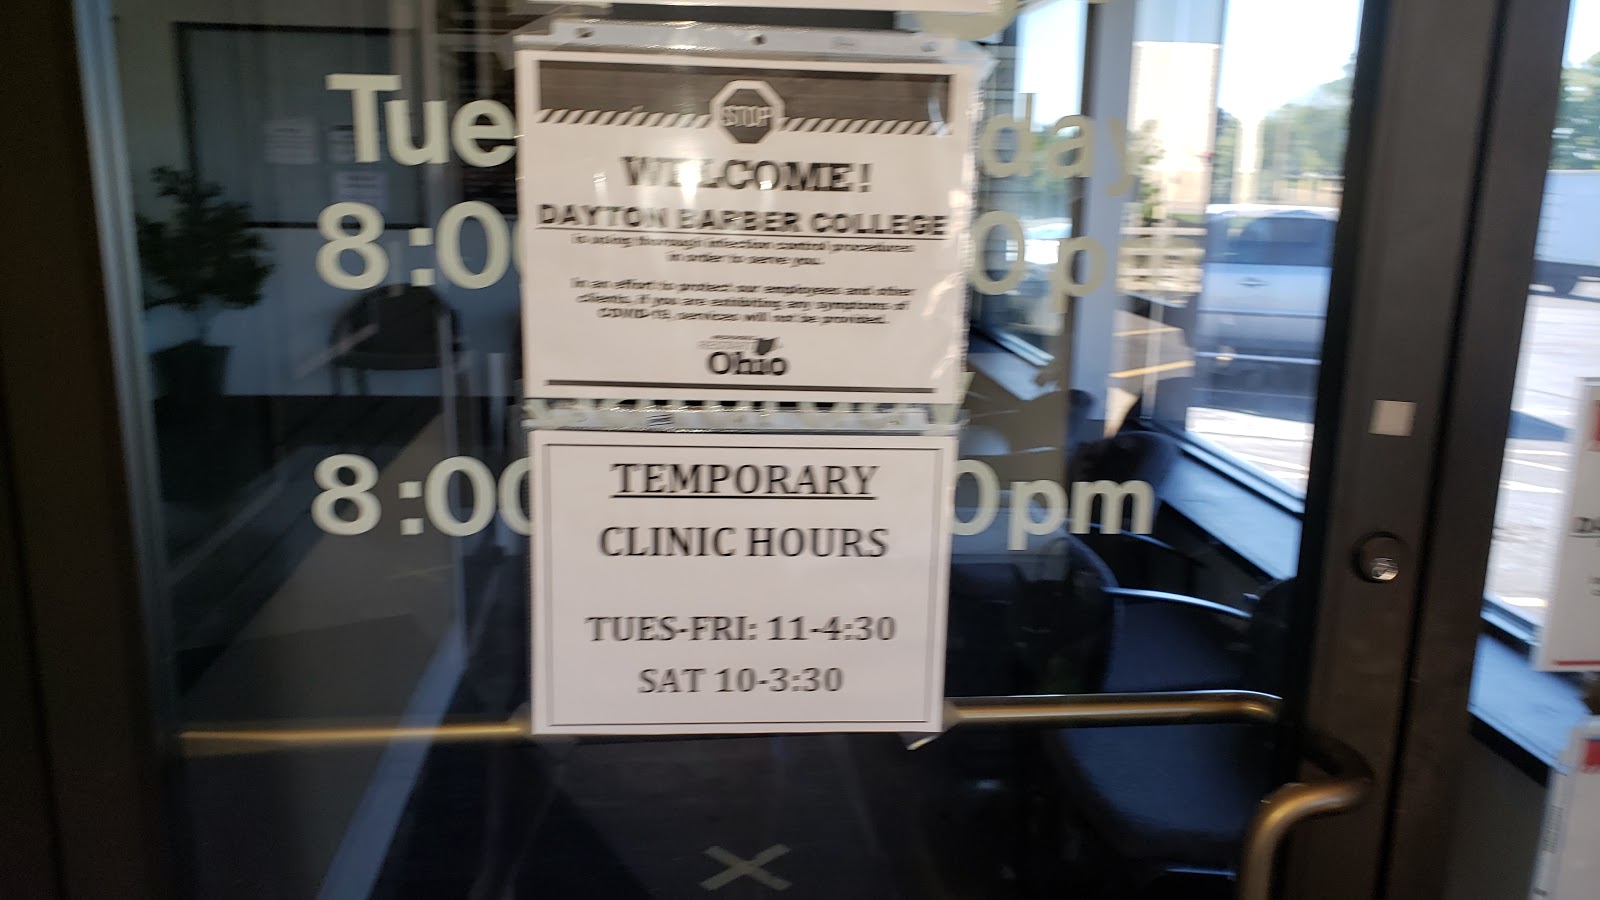 Tue day
STOP
WELCOME!
DAYTON BARBER COLLEGE
is using thorough infection control procedures
in order to serve you.
In an effort to protect our employees and other
clients, if you are exhibiting any symptoms of
COVID-19, services will not be provided.
Ohio
8:00 0pm
8:00 0pm
TEMPORARY
CLINIC HOURS
TUES-FRI: 11-4:30
SAT 10-3:30